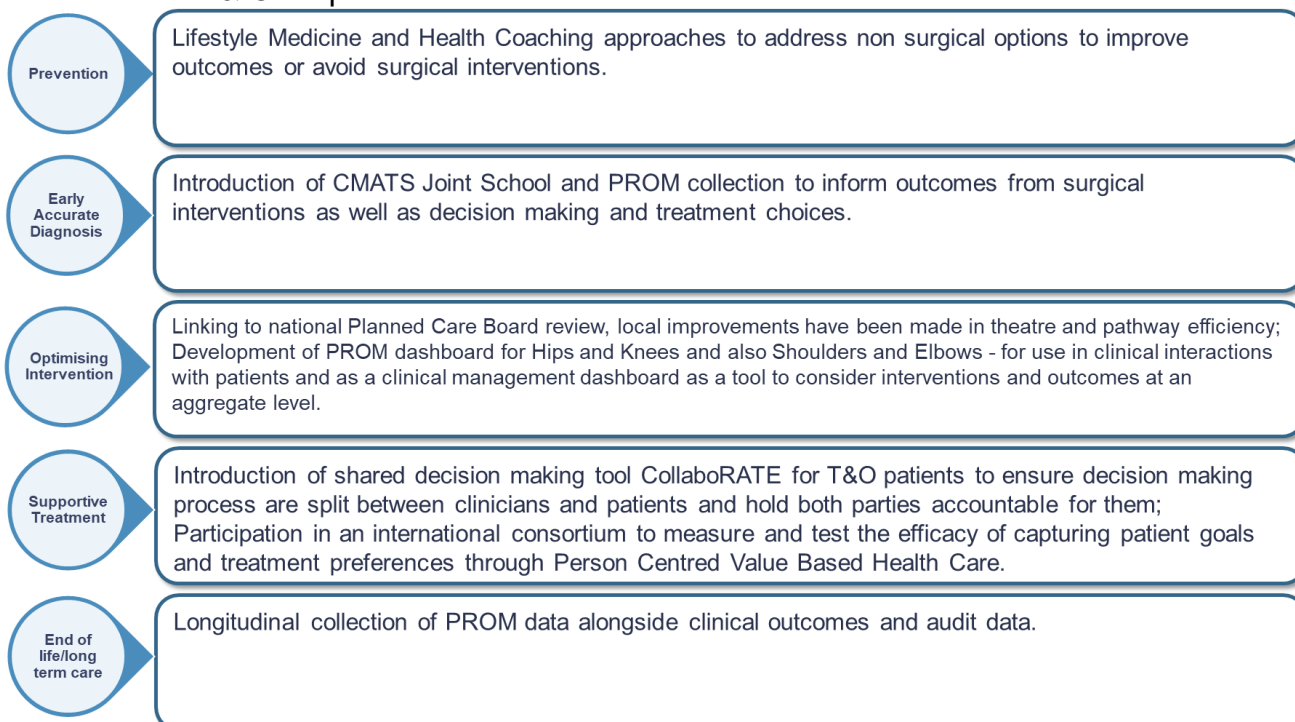 Prevention
Lifestyle Medicine and Health Coaching approaches to address non surgical options to improve
outcomes or avoid surgical interventions.
Early
Accurate
Diagnosis
Introduction of CMATS Joint School and PROM collection to inform outcomes from surgical
interventions as well as decision making and treatment choices.
Optimising
Intervention
Linking to national Planned Care Board review, local improvements have been made in theatre and pathway efficiency;
Development of PROM dashboard for Hips and Knees and also Shoulders and Elbows - for use in clinical interactions
with patients and as a clinical management dashboard as a tool to consider interventions and outcomes at an
aggregate level.
Supportive
Treatment
Introduction of shared decision making tool CollaboRATE for T&O patients to ensure decision making
process are split between clinicians and patients and hold both parties accountable for them;
Participation in an international consortium to measure and test the efficacy of capturing patient goals
and treatment preferences through Person Centred Value Based Health Care.
End of
life/long
term care
Longitudinal collection of PROM data alongside clinical outcomes and audit data.